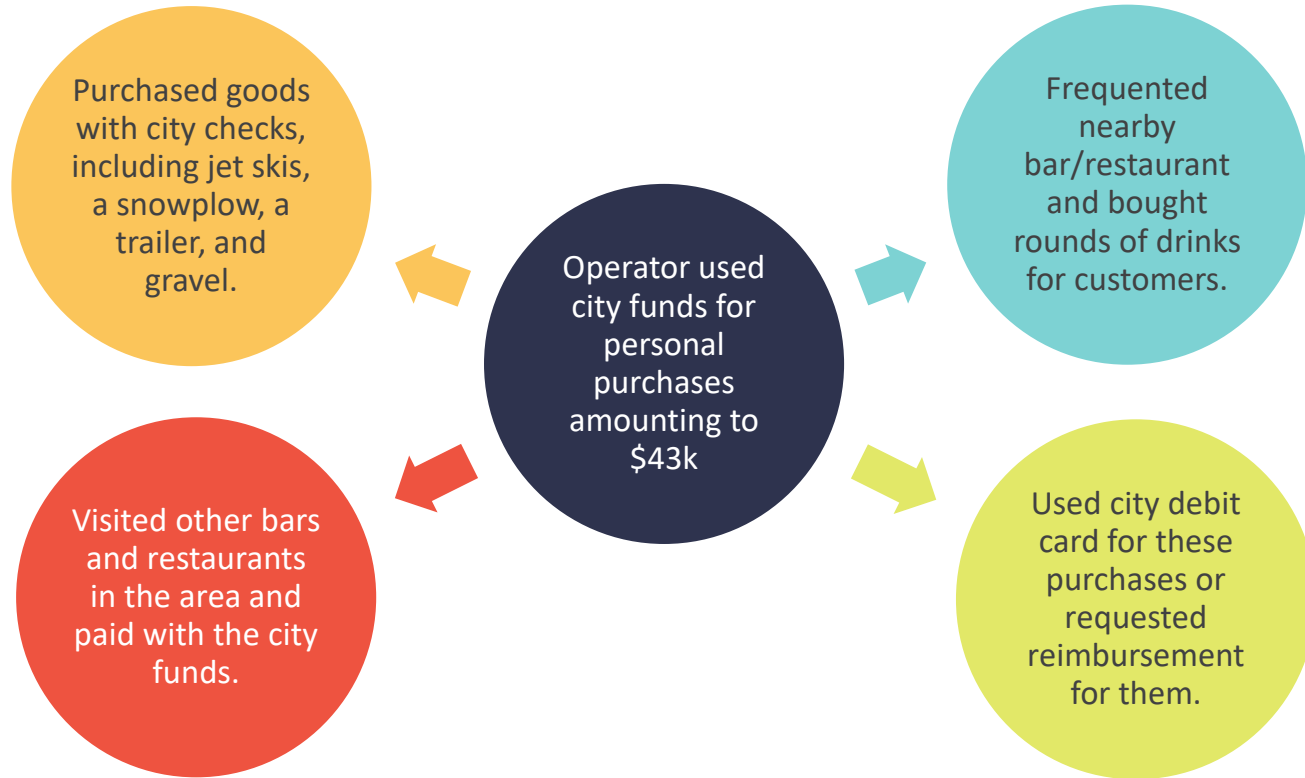 Purchased goods
with city checks,
including jet skis,
a snowplow, a
trailer, and
gravel.
Frequented
nearby
bar/restaurant
and bought
rounds of drinks
for customers.
Operator used
city funds for
personal
purchases
amounting to
$43k
Visited other bars
and restaurants
in the area and
paid with the city
funds.
Used city debit
card for these
purchases or
requested
reimbursement
for them.